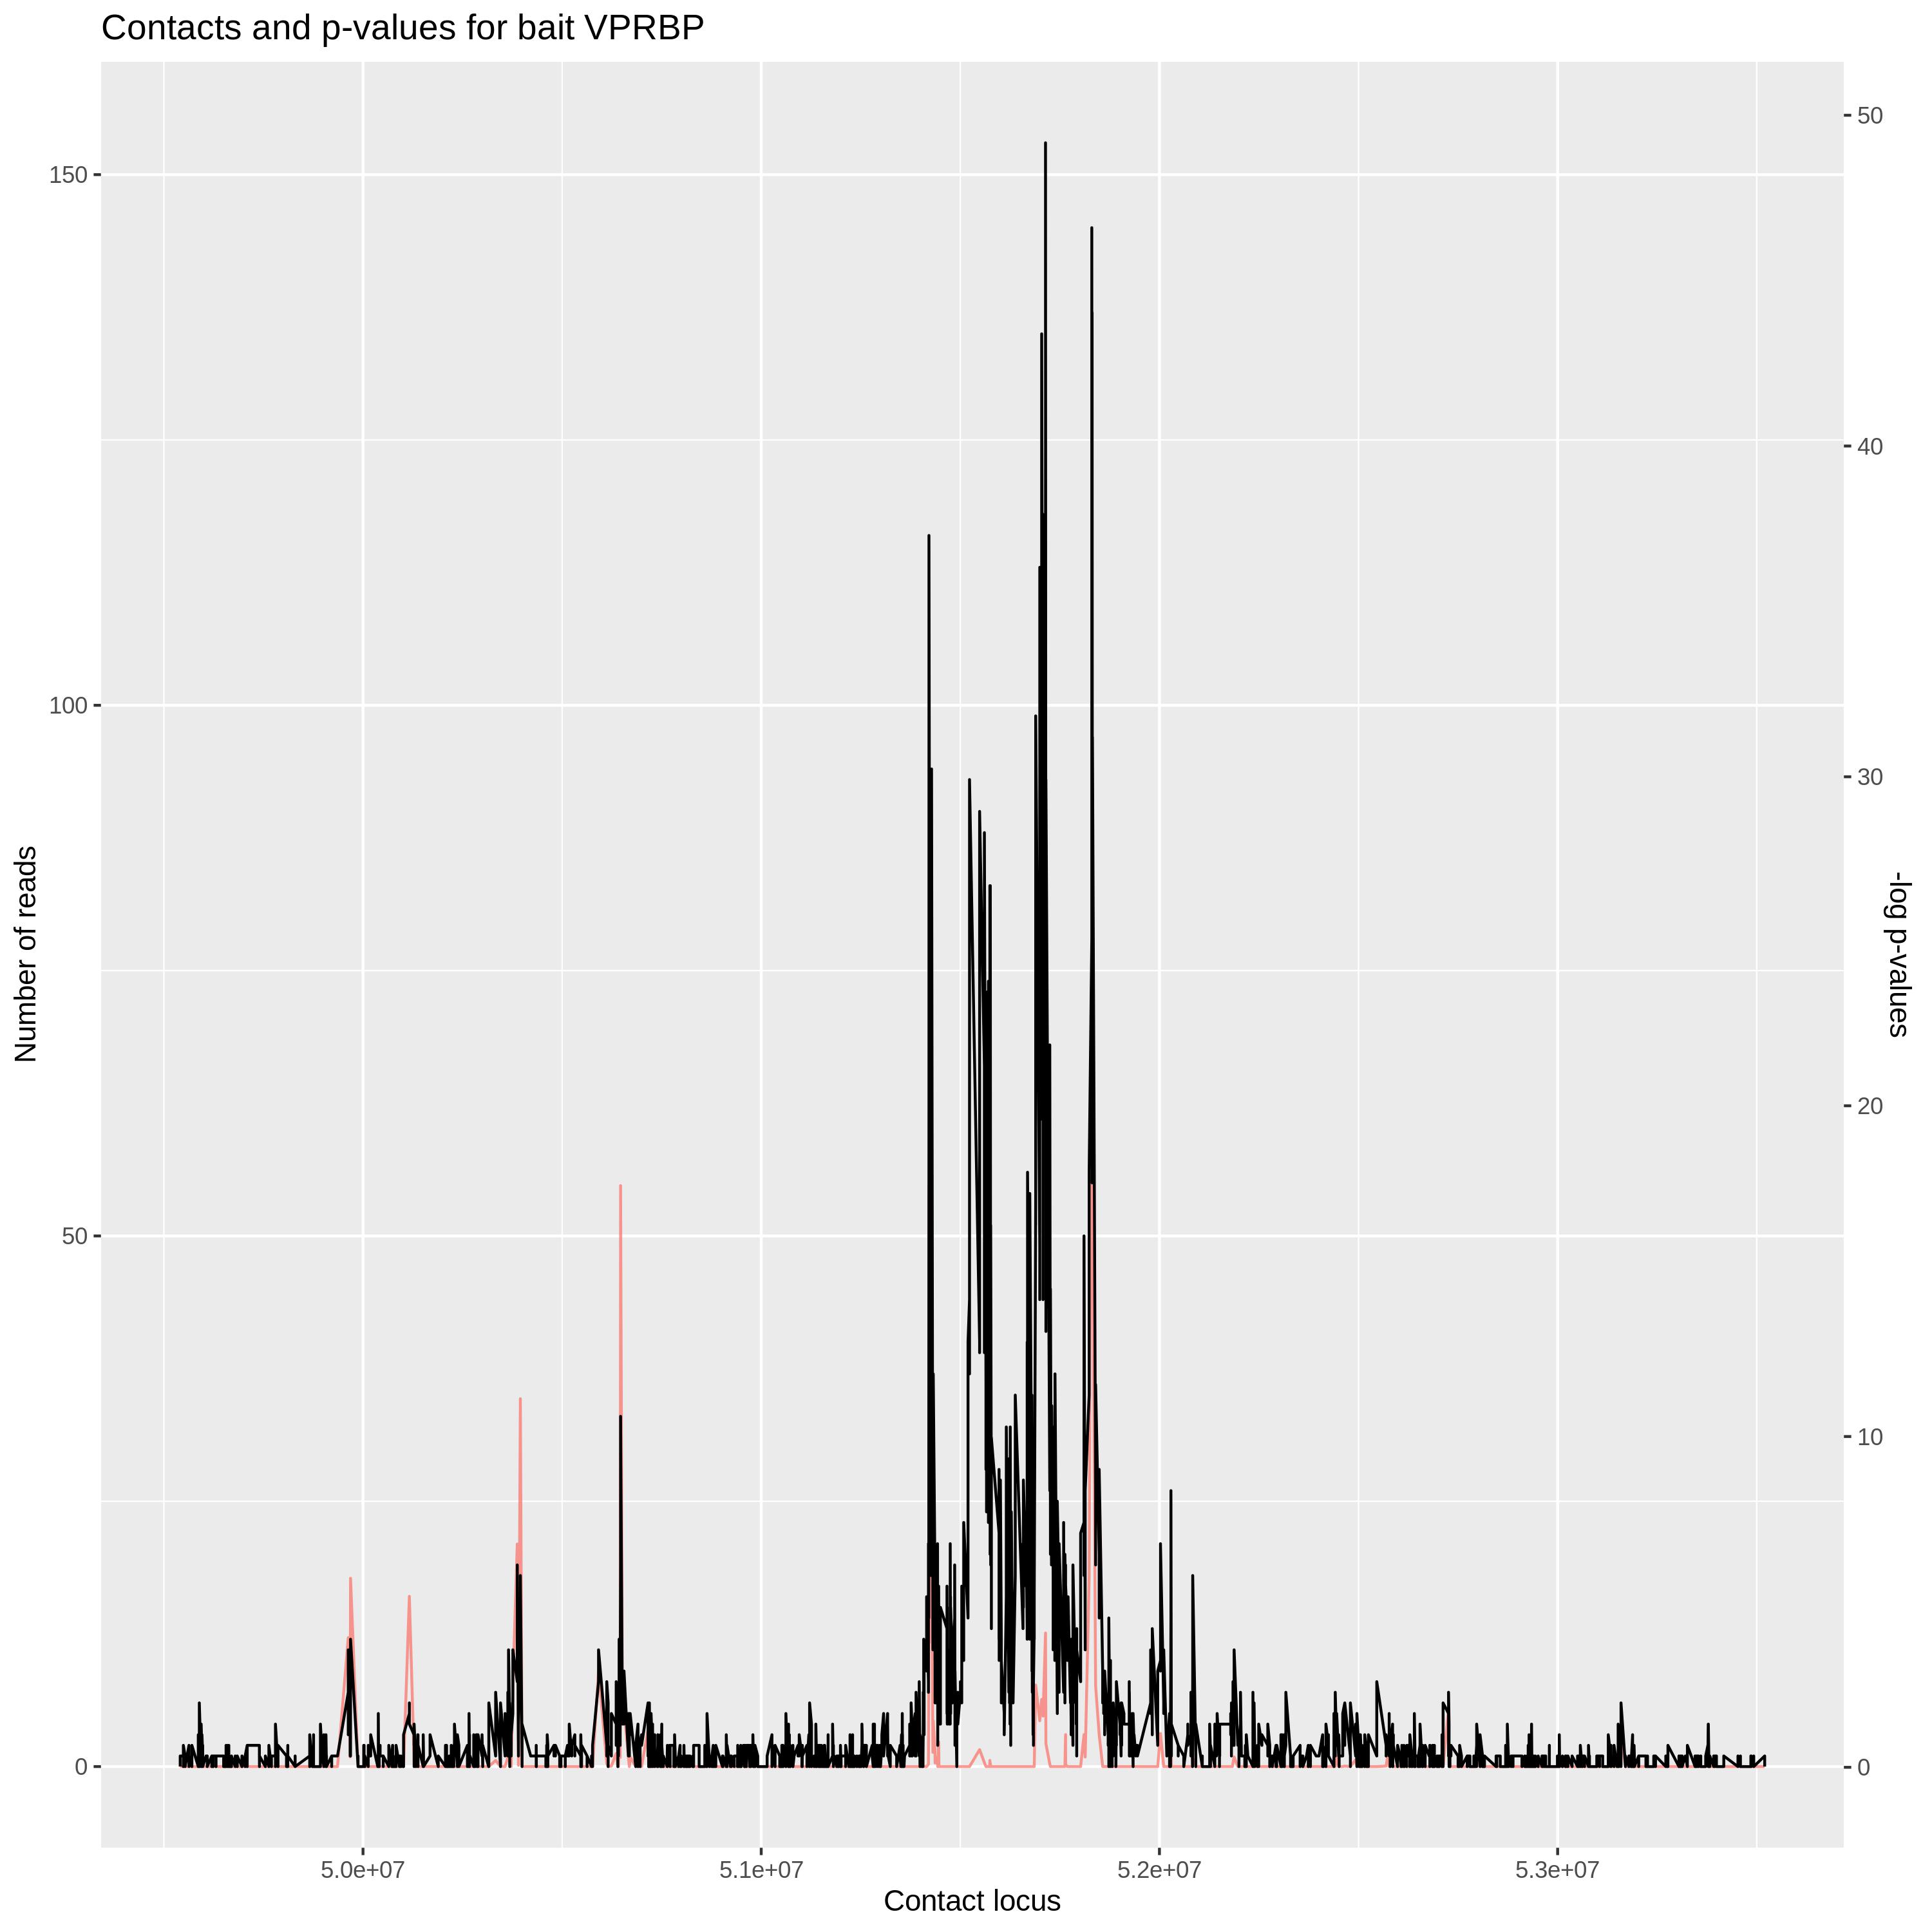 Contacts and p-values for bait VPRBP
150
100
50
0
Number of reads
50
40
30
20
10
0
-log p-values
5.0e+07
5.1e+07
5.2e+07
5.3e+07
Contact locus